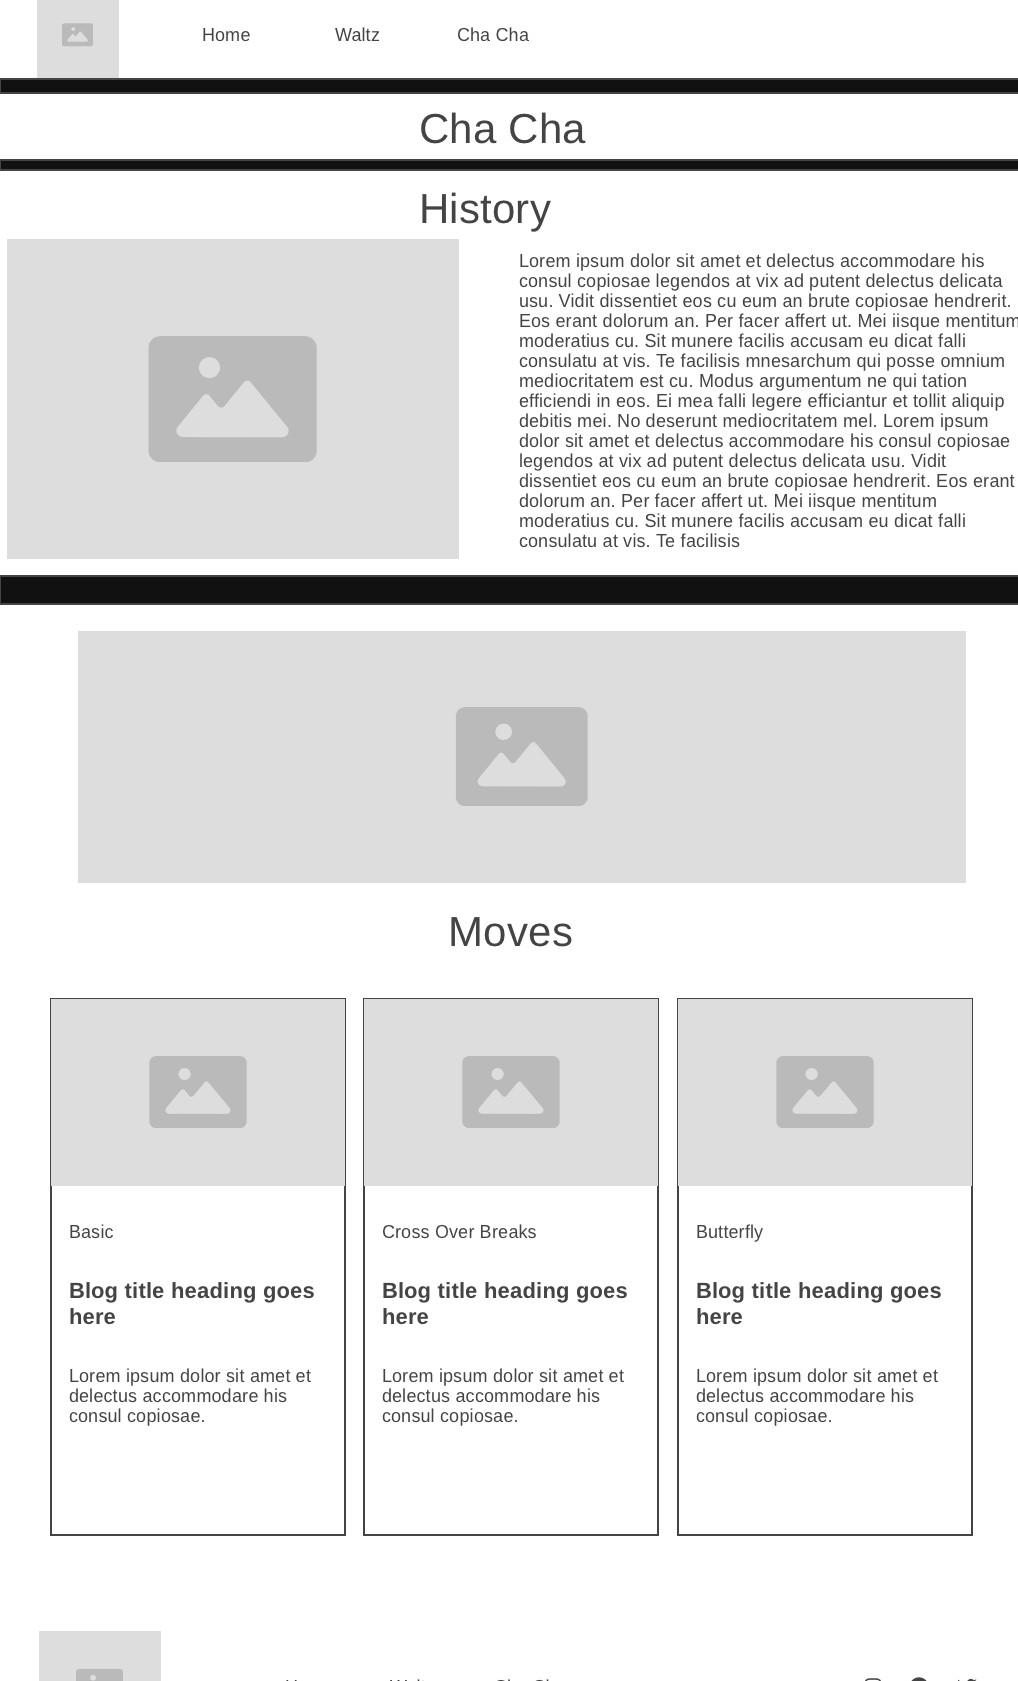 Home Waltz Cha Cha
Cha Cha
History
Lorem ipsum dolor sit amet et delectus accommodare his
consul copiosae legendos at vix ad putent delectus delicata
usu. Vidit dissentiet eos cu eum an brute copiosae hendrerit.
Eos erant dolorum an. Per facer affert ut. Mei iisque mentitum
moderatius cu. Sit munere facilis accusam eu dicat falli
consulatu at vis. Te facilisis mnesarchum qui posse omnium
mediocritatem est cu. Modus argumentum ne qui tation
efficiendi in eos. Ei mea falli legere efficiantur et tollit aliquip
debitis mei. No deserunt mediocritatem mel. Lorem ipsum
dolor sit amet et delectus accommodare his consul copiosae
legendos at vix ad putent delectus delicata usu. Vidit
dissentiet eos cu eum an brute copiosae hendrerit. Eos erant
dolorum an. Per facer affert ut. Mei iisque mentitum
moderatius cu. Sit munere facilis accusam eu dicat falli
consulatu at vis. Te facilisis
Moves
Basic
Blog title heading goes
here
Lorem ipsum dolor sit amet et
delectus accommodare his
consul copiosae.
Cross Over Breaks
Blog title heading goes
here
Lorem ipsum dolor sit amet et
delectus accommodare his
consul copiosae.
Butterfly
Blog title heading goes
here
Lorem ipsum dolor sit amet et
delectus accommodare his
consul copiosae.